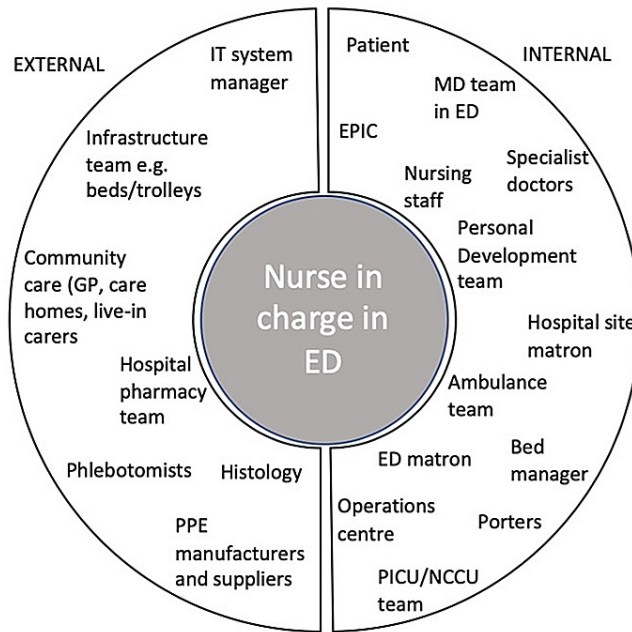 EXTERNAL
IT system
manager
Infrastructure
team e.g.
beds/trolleys
Community
care (GP, care
homes, live-in
carers
Hospital
pharmacy
team
Phlebotomists
Histology
PPE
manufacturers
and suppliers
Nurse in
charge in
ED
INTERNAL
Patient
MD team
in ED
EPIC
Specialist
doctors
Nursing
staff
Personal
Development
team
Hospital site
matron
Ambulance
team
ED matron
Bed
manager
Operations
centre
Porters
PICU/NCCU
team